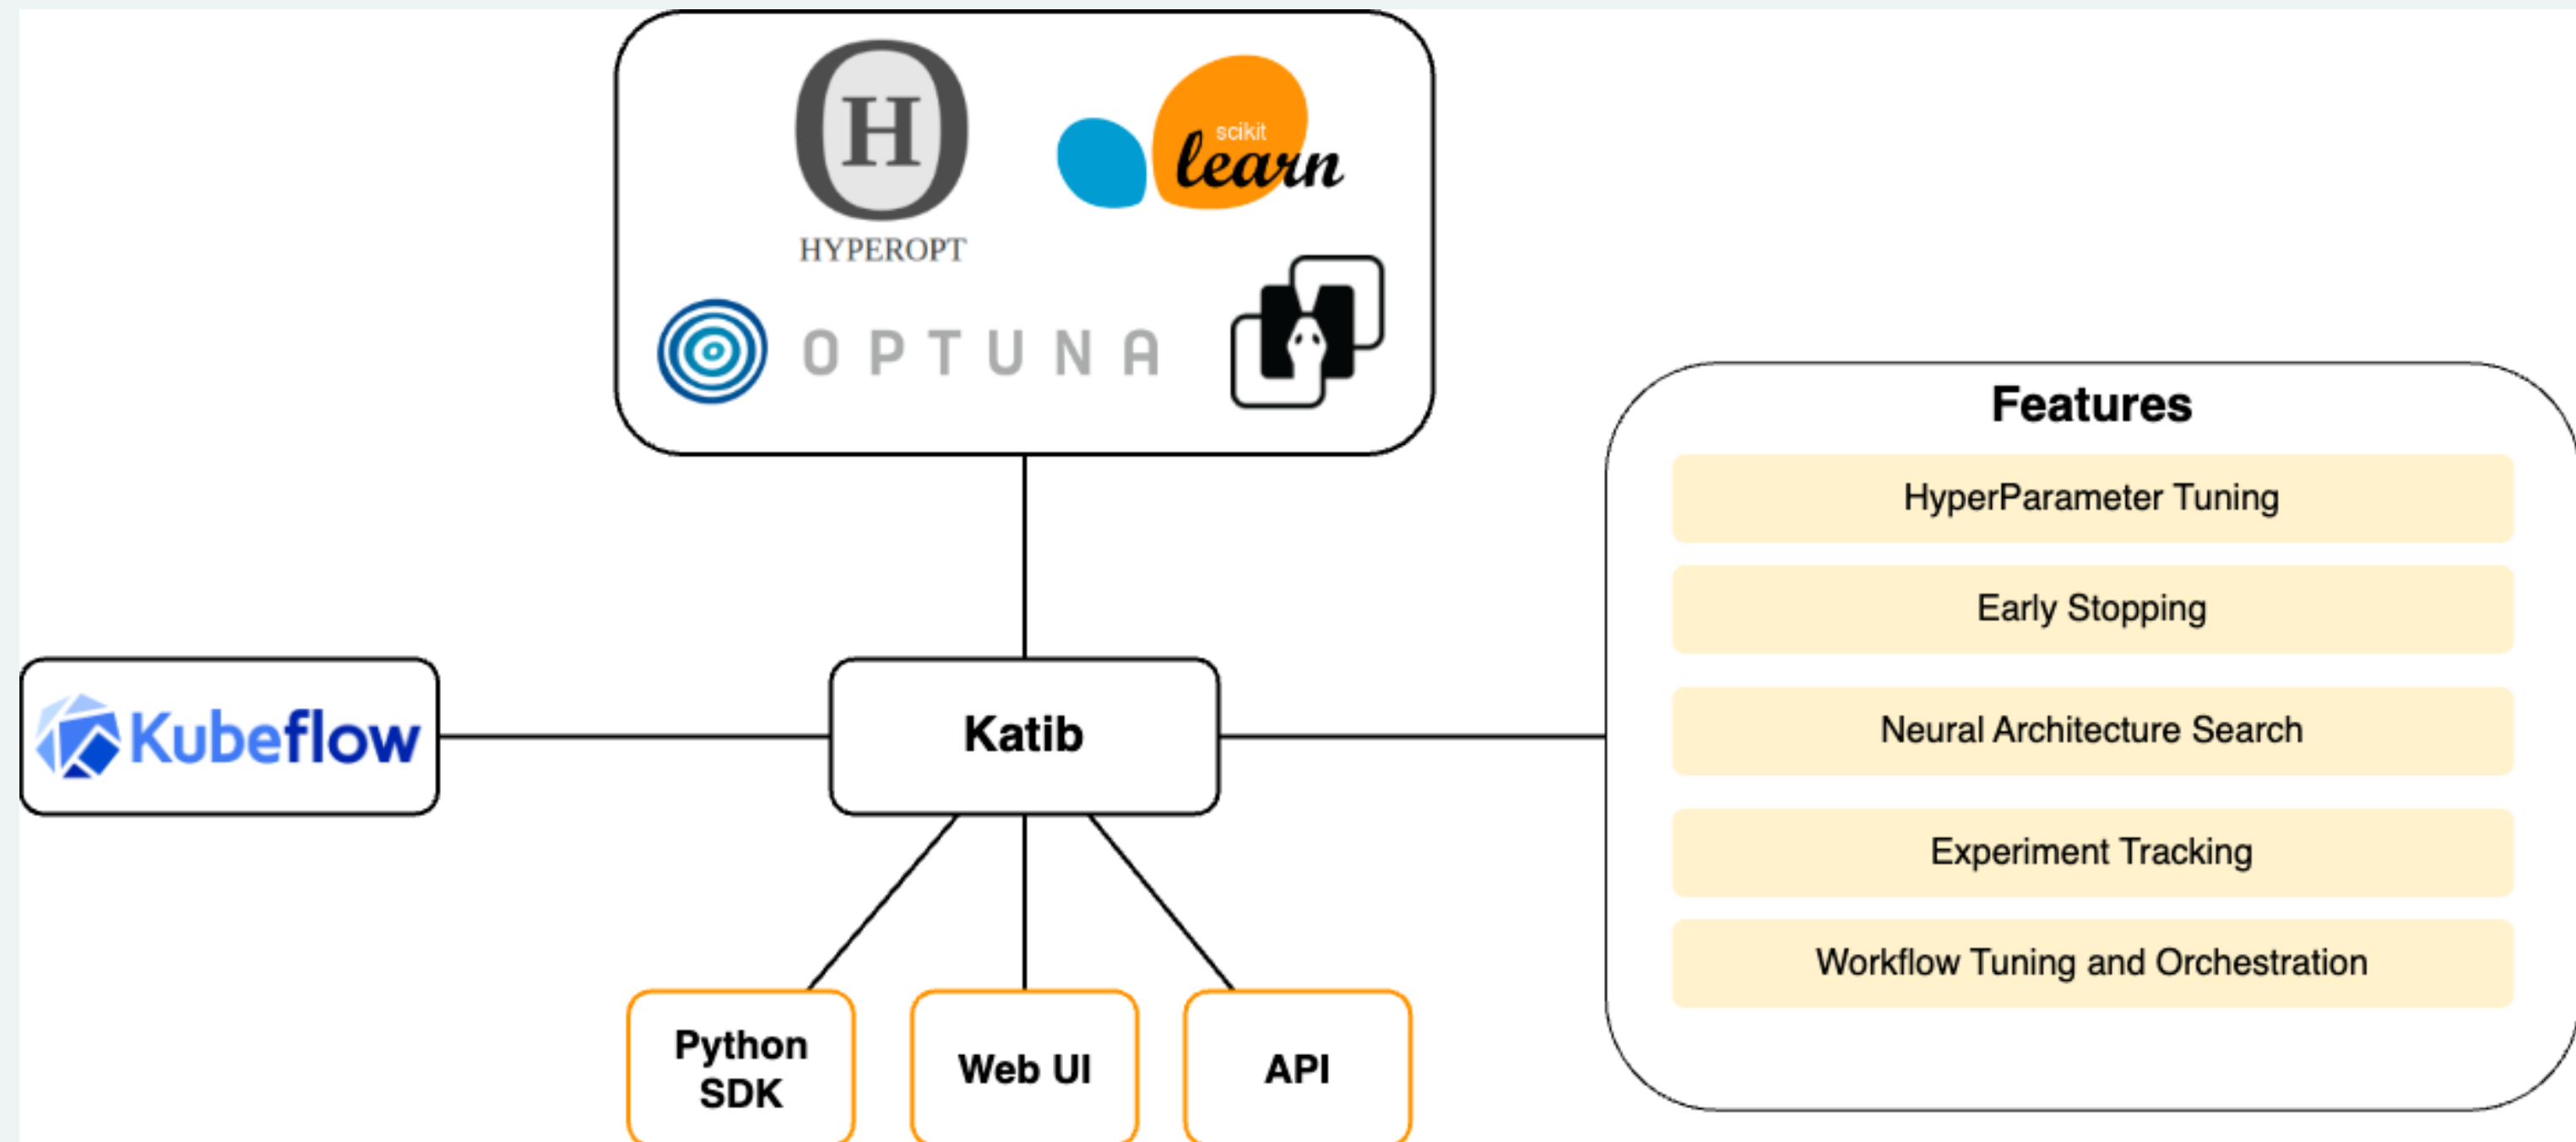 HYPEROPT
scikit
learn
OPTUNA
Features
HyperParameter Tuning
Early Stopping
Neural Architecture Search
Experiment Tracking
Workflow Tuning and Orchestration
Kubeflow
Katib
Python
SDK
Web UI
API